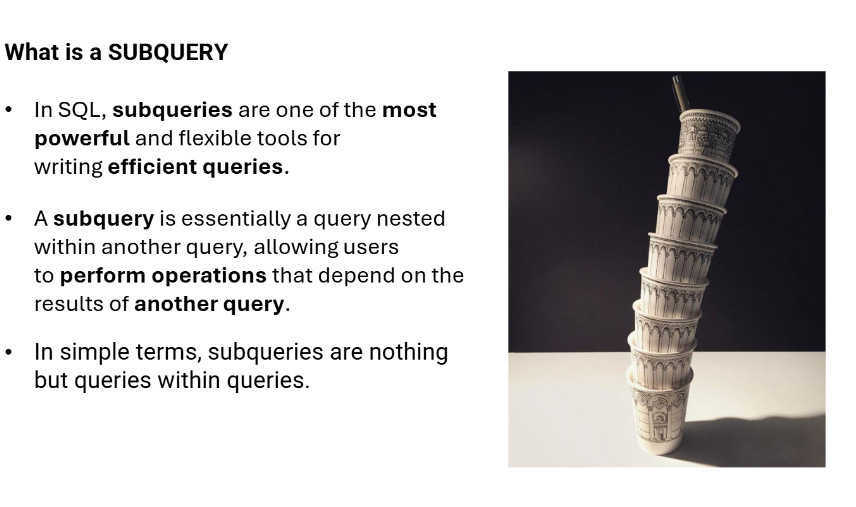 What is a SUBQUERY
• In SQL, subqueries are one of the most
powerful and flexible tools for
writing efficient queries.
• A subquery is essentially a query nested
within another query, allowing users
to perform operations that depend on the
results of another query.
• In simple terms, subqueries are nothing
but queries within queries.